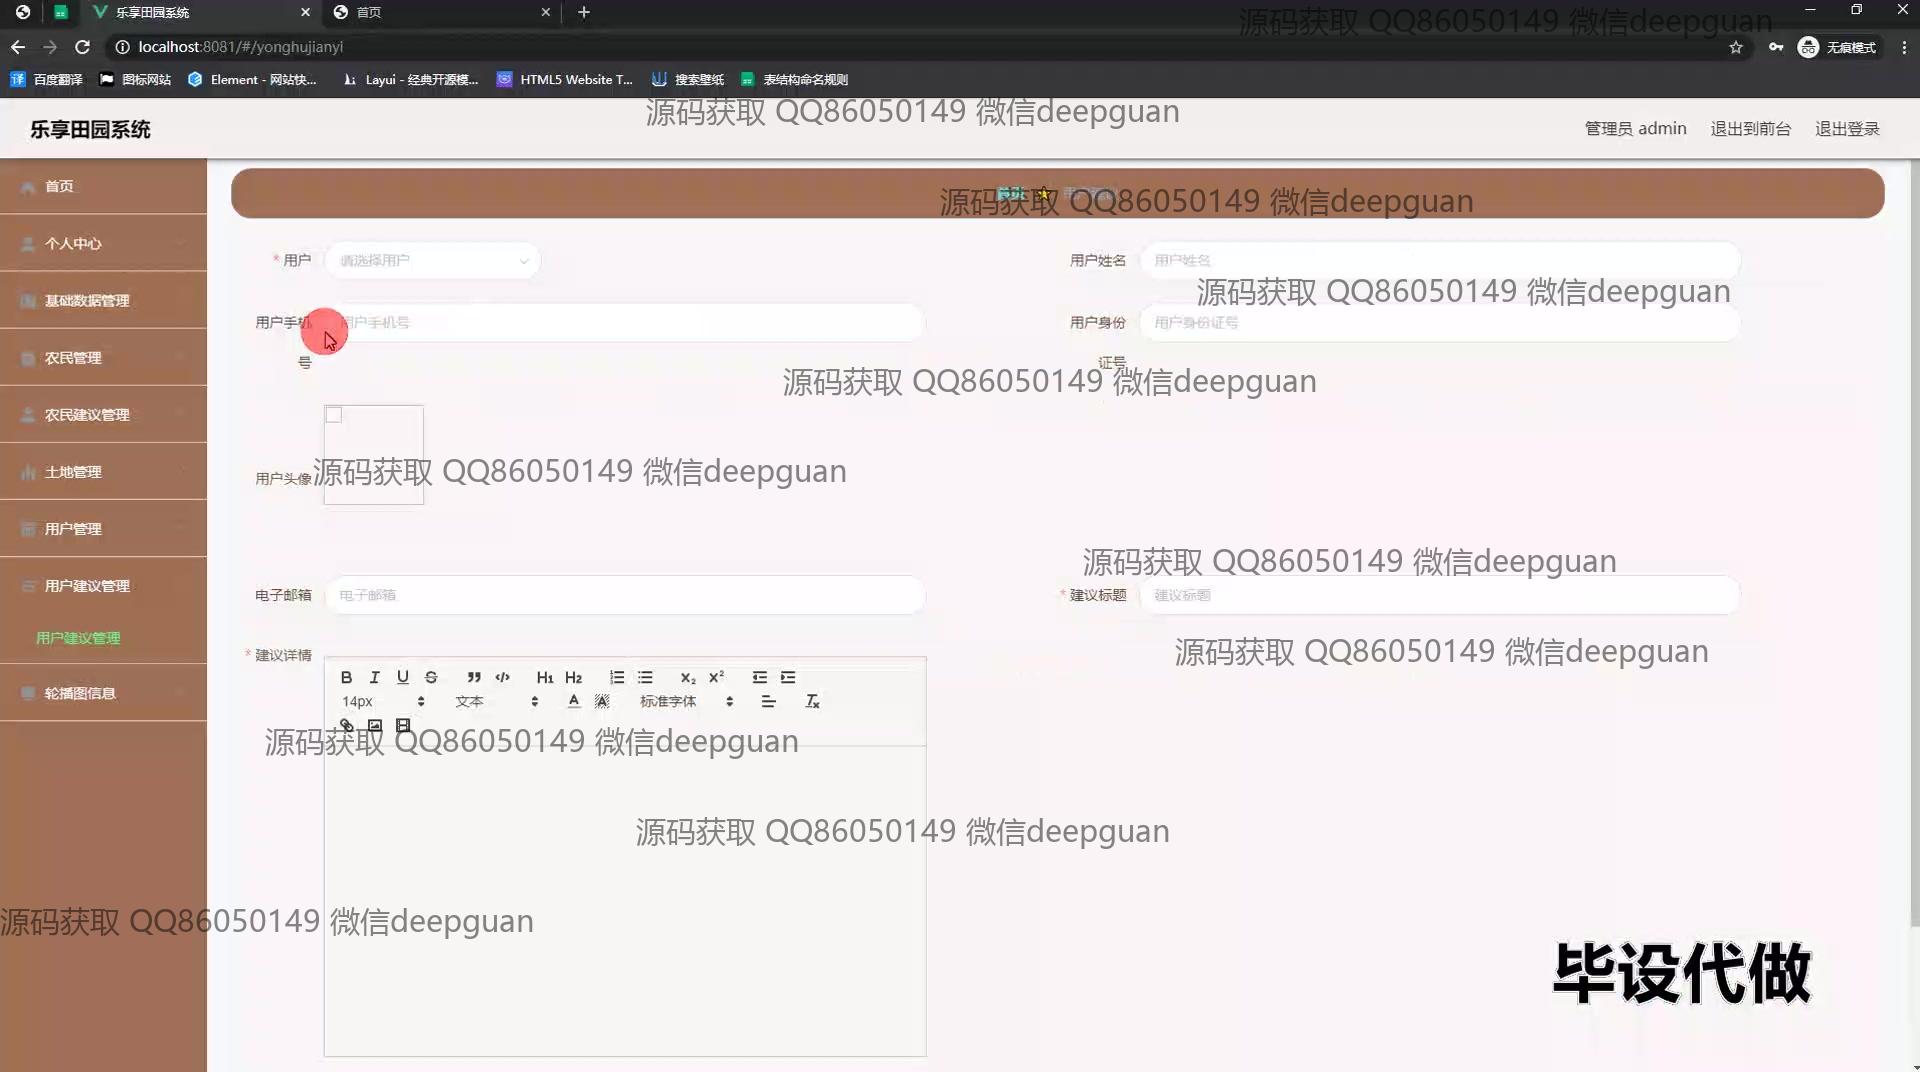 乐享田园系统
首页
localhost:8081/#/yonghujianyi
无痕模式
百度翻译
图标网站
Element - 网站快...
Layui - 经典开源模...
HTML5 Website T...
搜索壁纸
表结构命名规则
源码获取 QQ86050149 微信deepguan
源码获取 QQ86050149 微信deepguan
乐享田园系统
管理员 admin
退出到前台
退出登录
首页
个人中心
基础数据管理
农民管理
农民建议管理
土地管理
用户管理
用户建议管理
用户建议管理
轮播图信息
源码获取 QQ86050149 微信deepguan
* 用户
请选择用户
用户姓名
用户姓名
源码获取 QQ86050149 微信deepguan
用户手机号
用户手机号
用户身份证号
用户身份证号
源码获取 QQ86050149 微信deepguan
用户头像
源码获取 QQ86050149 微信deepguan
源码获取 QQ86050149 微信deepguan
电子邮箱
电子邮箱
* 建议标题
建议标题
源码获取 QQ86050149 微信deepguan
* 建议详情
B I U S H1 H2 X₂ X²
14px 文本 A A 标准字体
源码获取 QQ86050149 微信deepguan
源码获取 QQ86050149 微信deepguan
源码获取 QQ86050149 微信deepguan
毕设代做